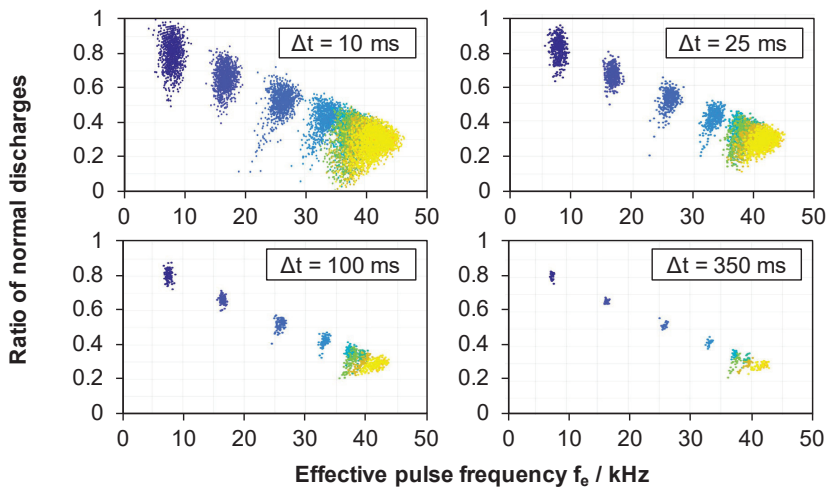 Ratio of normal discharges
1
0.8
0.6
0.4
0.2
0
Δt = 10 ms
0 10 20 30 40 50
1
0.8
0.6
0.4
0.2
0
Δt = 25 ms
0 10 20 30 40 50
1
0.8
0.6
0.4
0.2
0
Δt = 100 ms
0 10 20 30 40 50
1
0.8
0.6
0.4
0.2
0
Δt = 350 ms
0 10 20 30 40 50
Effective pulse frequency fₑ / kHz